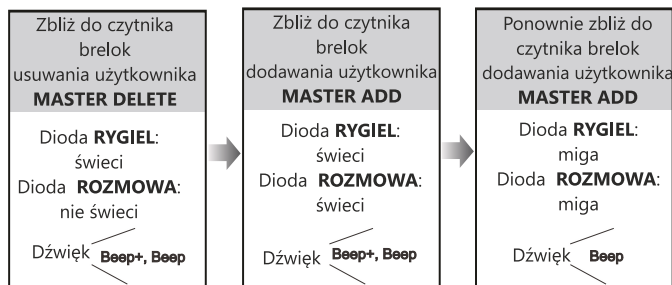 Zbliż do czytnika
brelok
usuwania użytkownika
MASTER DELETE
Dioda RYGIEL:
świeci
Dioda ROZMOWA:
nie świeci
Dźwięk Beep+, Beep
Zbliż do czytnika
brelok
dodawania użytkownika
MASTER ADD
Dioda RYGIEL:
świeci
Dioda ROZMOWA:
świeci
Dźwięk Beep+, Beep
Ponownie zbliż do
czytnika brelok
dodawania użytkownika
MASTER ADD
Dioda RYGIEL:
miga
Dioda ROZMOWA:
miga
Dźwięk Beep